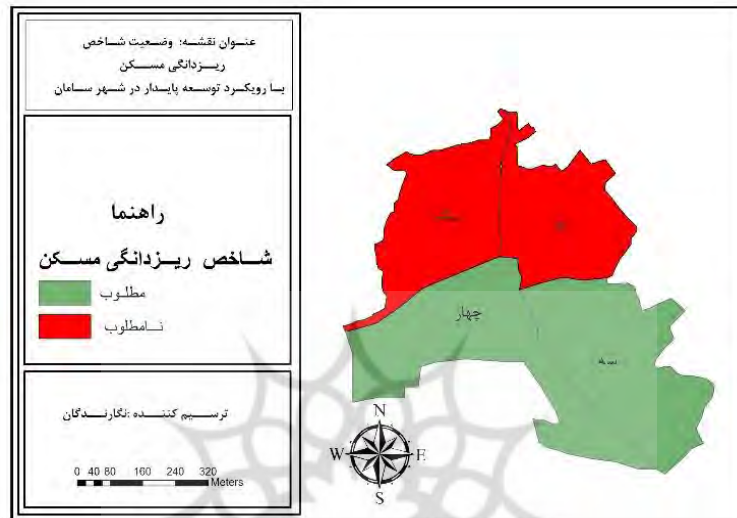 عنوان نقشه: وضعیت شاخص
ریزدانگی مسکن
با رویکرد توسعه پایدار در شهر سامان
راهنما
شاخص ریزدانگی مسکن
مطلوب
نامطلوب
ترسیم کننده :نگارندگان
0 40 80 160 240 320
Meters
چهار
سه
N
W E
S